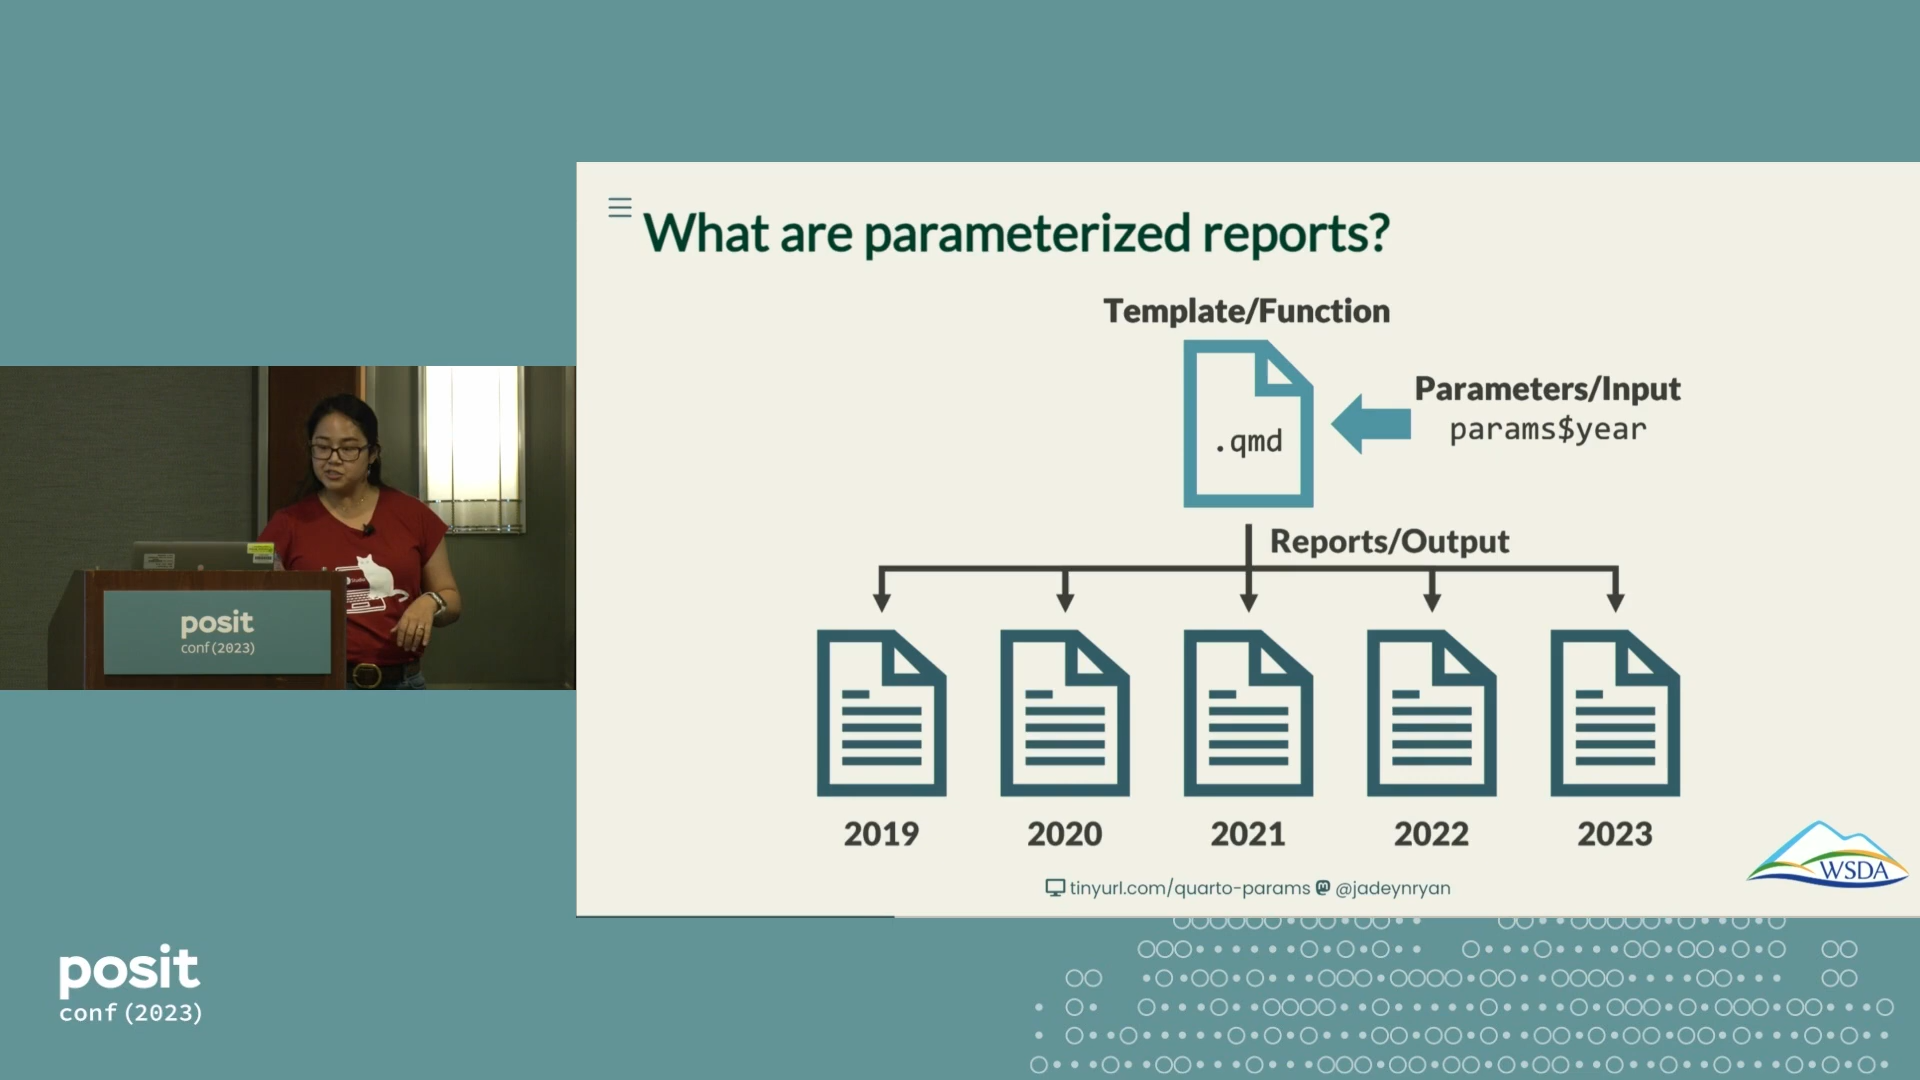 What are parameterized reports?
Template/Function
.qmd
Parameters/Input
params$year
Reports/Output
2019
2020
2021
2022
2023
tinyurl.com/quarto-params @jadeynryan
WSDA
posit
conf(2023)
posit
conf(2023)